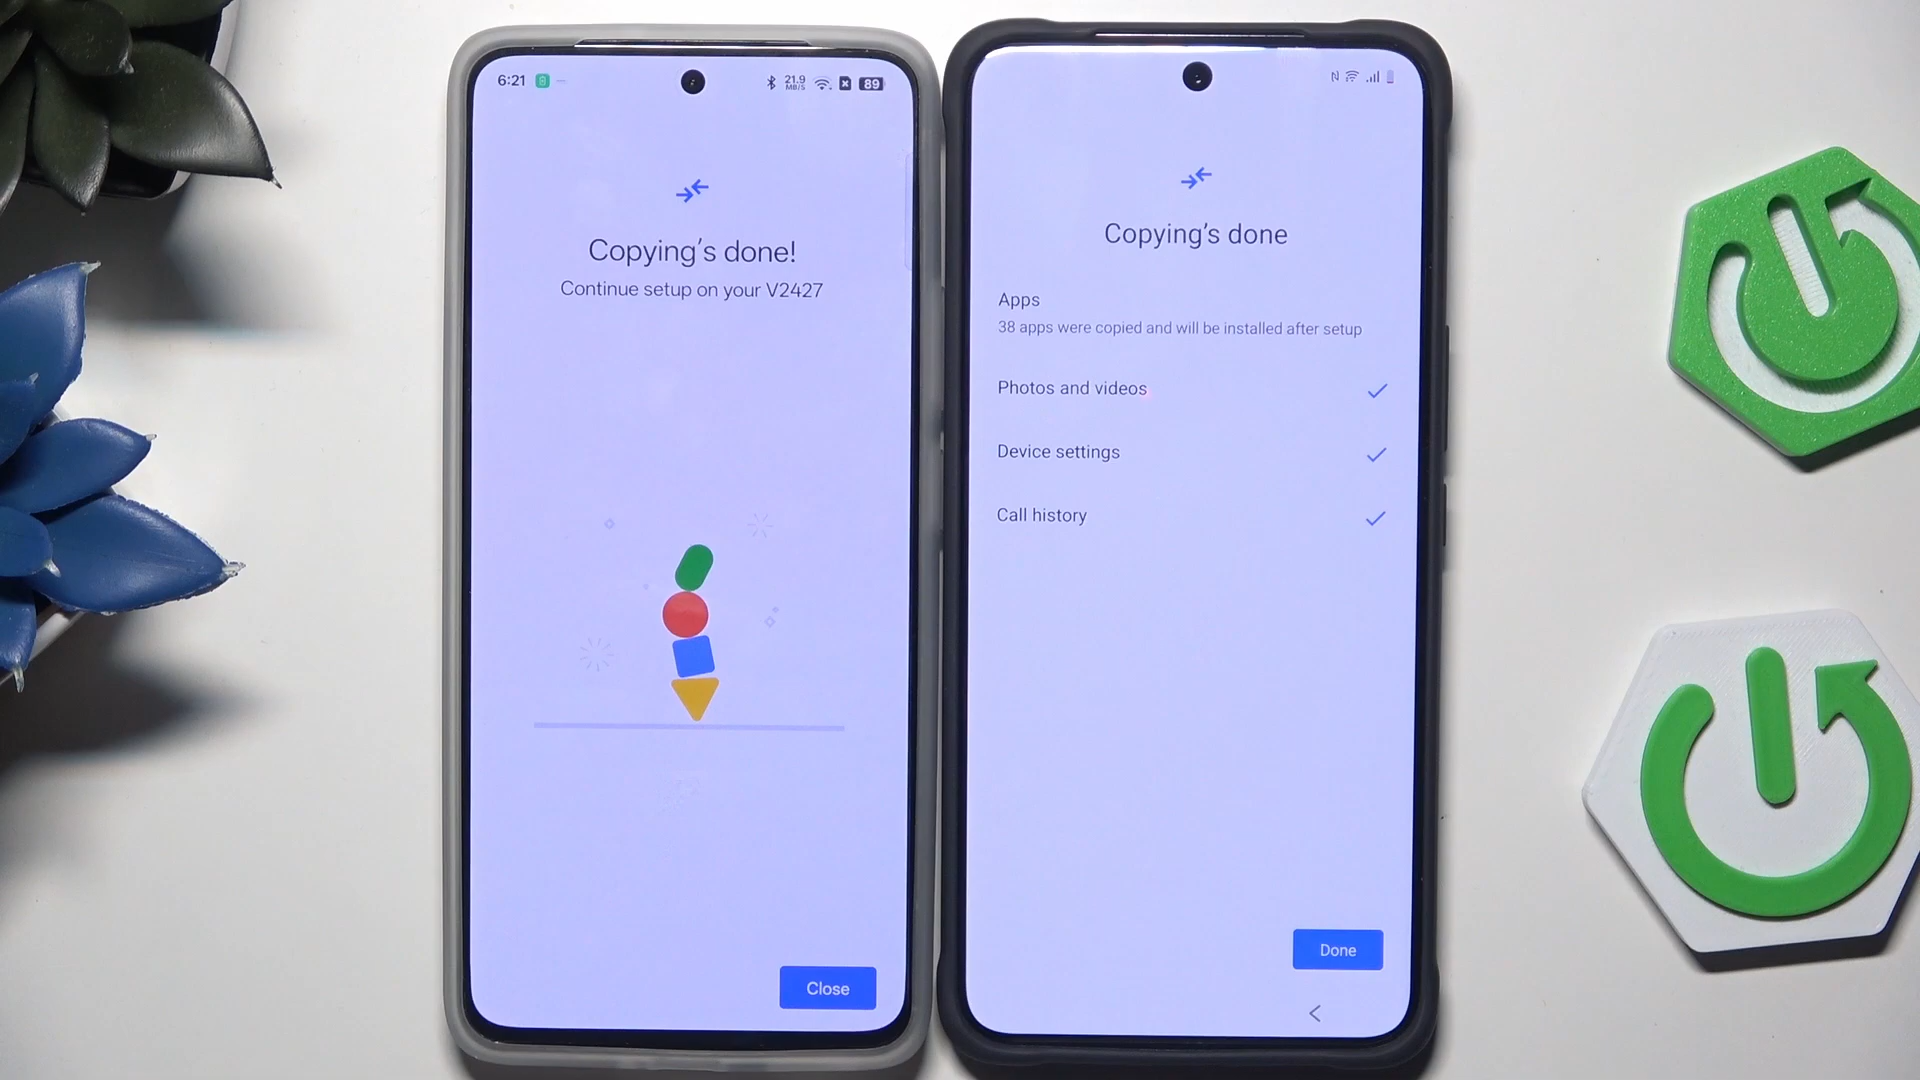 6:21
21.9
MB/S
89
Copying's done!
Continue setup on your V2427
Close
Copying's done
Apps
38 apps were copied and will be installed after setup
Photos and videos
Device settings
Call history
Done